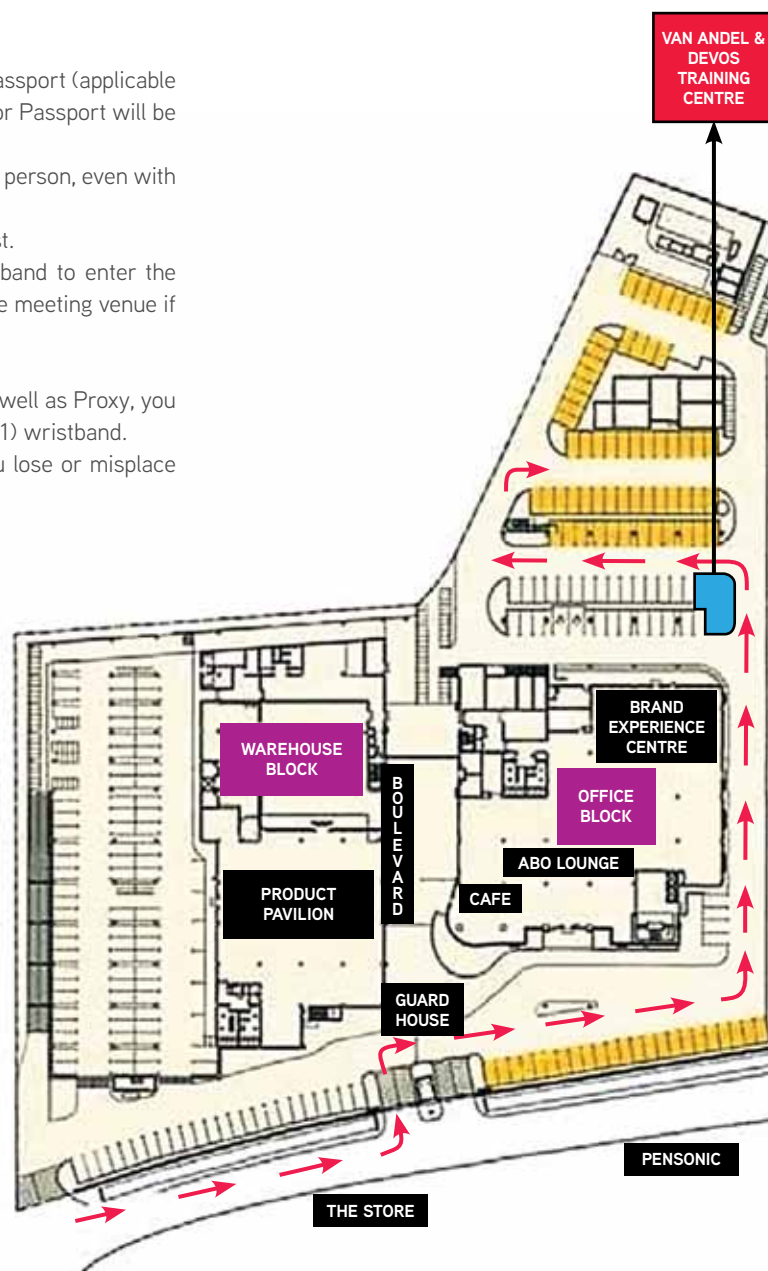 assport (applicable
or Passport will be
person, even with
st.
band to enter the
e meeting venue if
well as Proxy, you
1) wristband.
u lose or misplace
VAN ANDEL &
DEVOS
TRAINING
CENTRE
BRAND
EXPERIENCE
CENTRE
WAREHOUSE
BLOCK
OFFICE
BLOCK
BOULEVARD
ABO LOUNGE
PRODUCT
PAVILION
CAFE
GUARD
HOUSE
PENSONIC
THE STORE